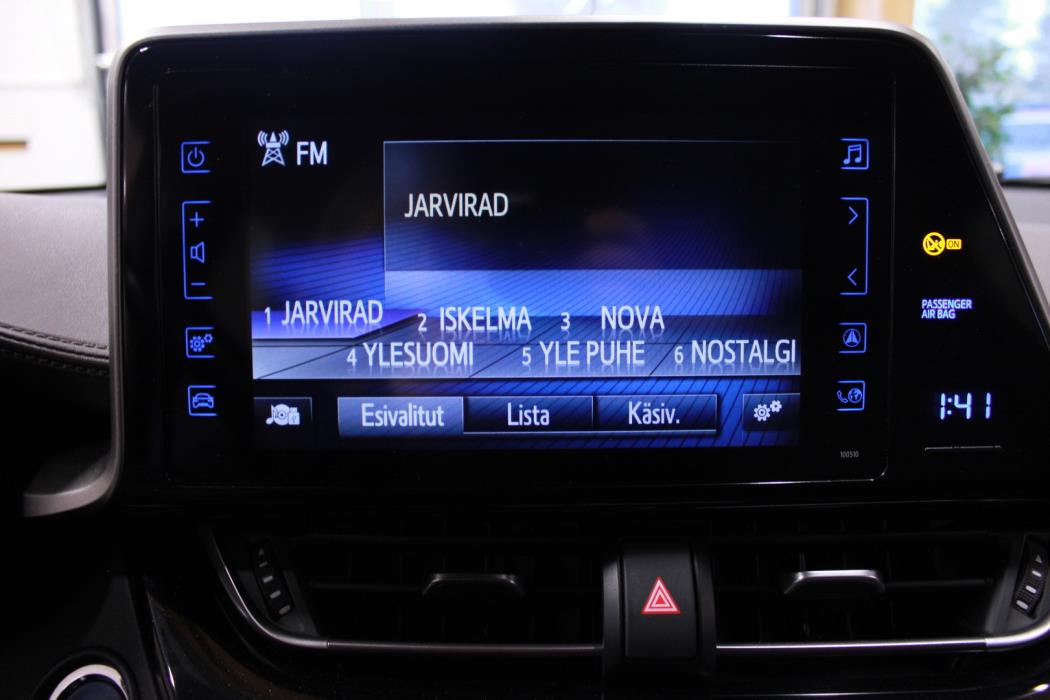 FM
JARVIRAD
1 JARVIRAD 2 ISKELMA 3 NOVA
4 YLESUOMI 5 YLE PUHE 6 NOSTALGI
Esivalitut Lista Käsiv.
ON
PASSENGER
AIR BAG
1:41
100510